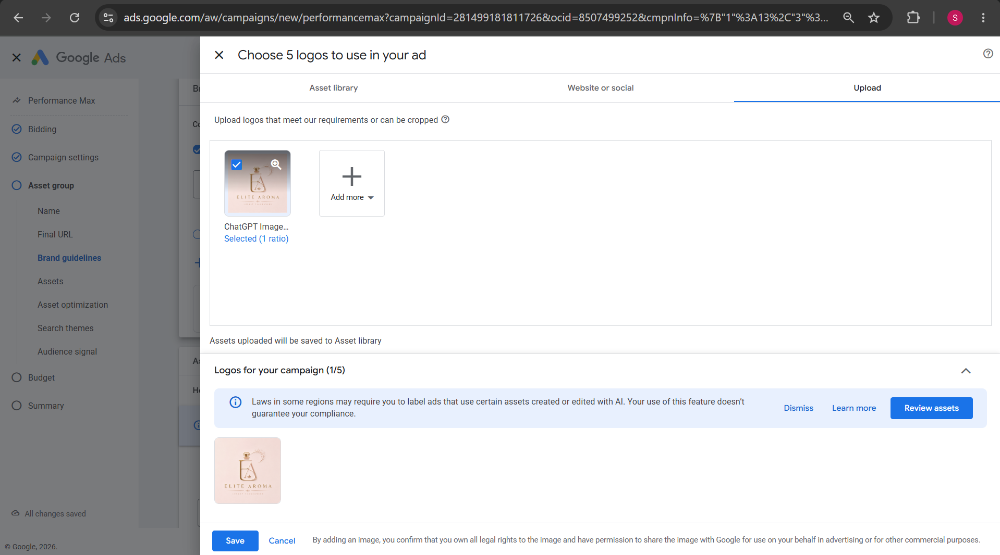 ads.google.com/aw/campaigns/new/performancemax?campaignId=281499181811726&ocid=8507499252&cmpnInfo=%7B"1"%3A13%2C"3"%3...
S
Google Ads
Performance Max
Bidding
Campaign settings
Asset group
Name
Final URL
Brand guidelines
Assets
Asset optimization
Search themes
Audience signal
Budget
Summary
All changes saved
© Google, 2026.
Br
Co
As
He
Choose 5 logos to use in your ad
Asset library
Website or social
Upload
Upload logos that meet our requirements or can be cropped
ELITE AROMA
Add more
ChatGPT Image...
Selected (1 ratio)
Assets uploaded will be saved to Asset library
Logos for your campaign (1/5)
Laws in some regions may require you to label ads that use certain assets created or edited with AI. Your use of this feature doesn't
guarantee your compliance.
Dismiss
Learn more
Review assets
EA
ELITE AROMA
Save
Cancel
By adding an image, you confirm that you own all legal rights to the image and have permission to share the image with Google for use on your behalf in advertising or for other commercial purposes.